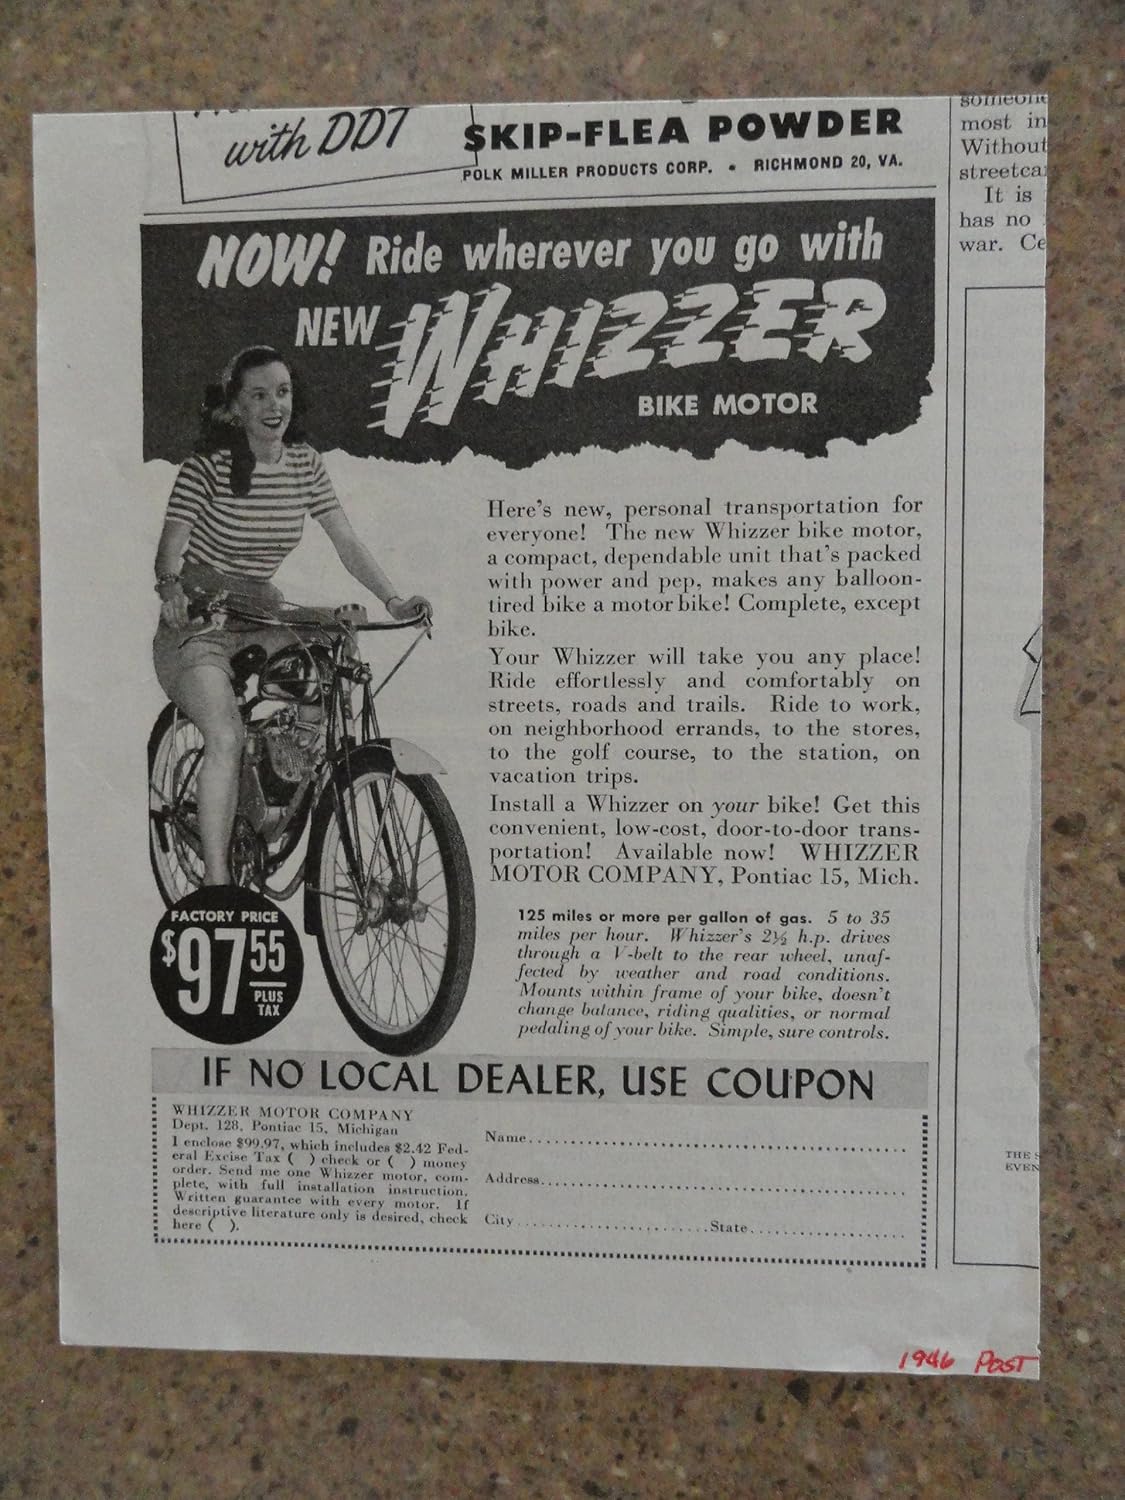 with DDT
SKIP-FLEA POWDER
POLK MILLER PRODUCTS CORP. • RICHMOND 20, VA.
NOW! Ride wherever you go with
NEW WHIZZER
BIKE MOTOR
Here's new, personal transportation for
everyone! The new Whizzer bike motor,
a compact, dependable unit that's packed
with power and pep, makes any balloon-
tired bike a motor bike! Complete, except
bike.
Your Whizzer will take you any place!
Ride effortlessly and comfortably on
streets, roads and trails. Ride to work,
on neighborhood errands, to the stores,
to the golf course, to the station, on
vacation trips.
Install a Whizzer on your bike! Get this
convenient, low-cost, door-to-door trans-
portation! Available now! WHIZZER
MOTOR COMPANY, Pontiac 15, Mich.
125 miles or more per gallon of gas. 5 to 35
miles per hour. Whizzer's 2½ h.p. drives
through a V-belt to the rear wheel, unaf-
fected by weather and road conditions.
Mounts within frame of your bike, doesn't
change balance, riding qualities, or normal
pedaling of your bike. Simple, sure controls.
FACTORY PRICE
$97 55
PLUS
TAX
IF NO LOCAL DEALER, USE COUPON
WHIZZER MOTOR COMPANY
Dept. 128, Pontiac 15, Michigan
I enclose $99.97, which includes $2.42 Fed-
eral Excise Tax ( ) check or ( ) money
order. Send me one Whizzer motor, com-
plete, with full installation instruction.
Written guarantee with every motor. If
descriptive literature only is desired, check
here ( ).
Name
Address
City State
someone
most in
Without
It is
has no
war.
THE
1946 POST